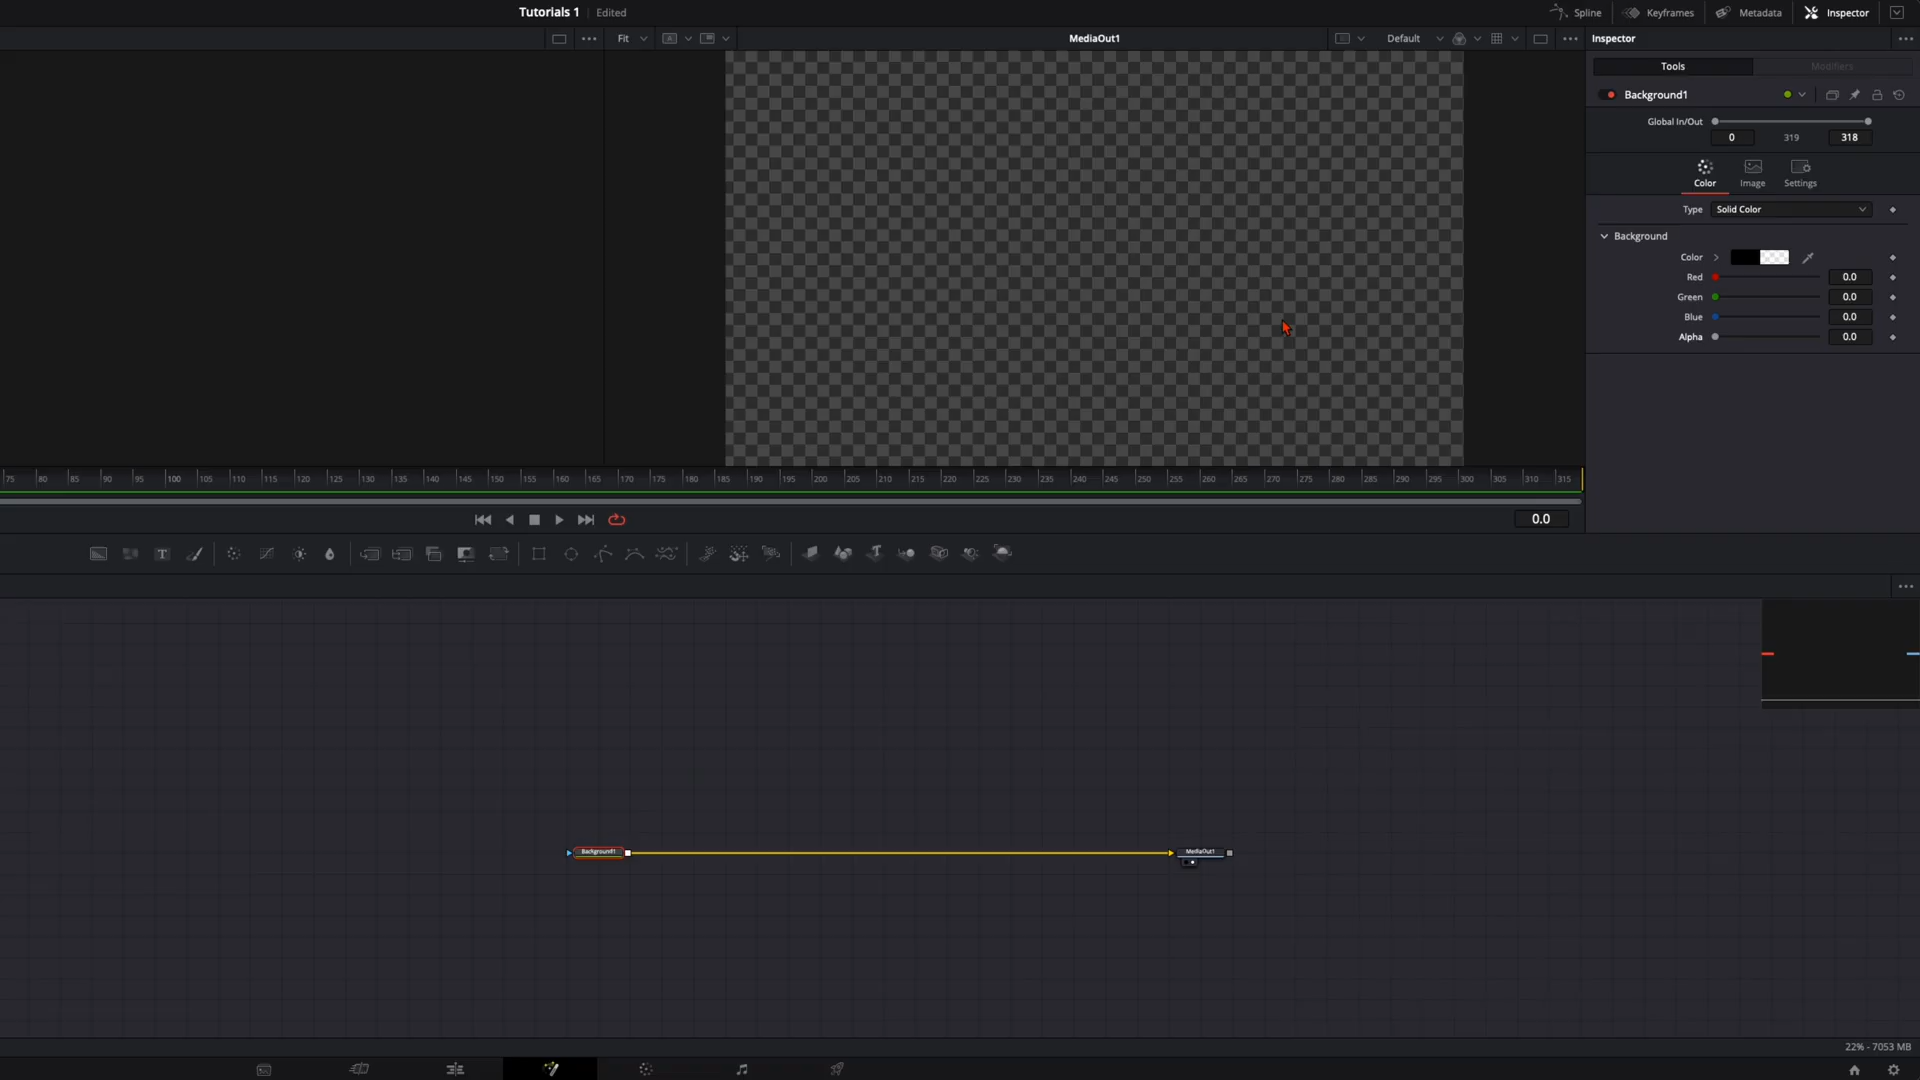 Tutorials 1 Edited Spline Keyframes Metadata Inspector
Fit MediaOut1 Default Inspector
Tools Modifiers
Background1
Global In/Out
0 319 318
Color Image Settings
Type Solid Color
Background
Color
Red 0.0
Green 0.0
Blue 0.0
Alpha 0.0
75 80 85 90 95 100 105 110 115 120 125 130 135 140 145 150 155 160 165 170 175 180 185 190 195 200 205 210 215 220 225 230 235 240 245 250 255 260 265 270 275 280 285 290 295 300 305 310 315
0.0
T
Background1 MediaOut1
22% - 7053 MB